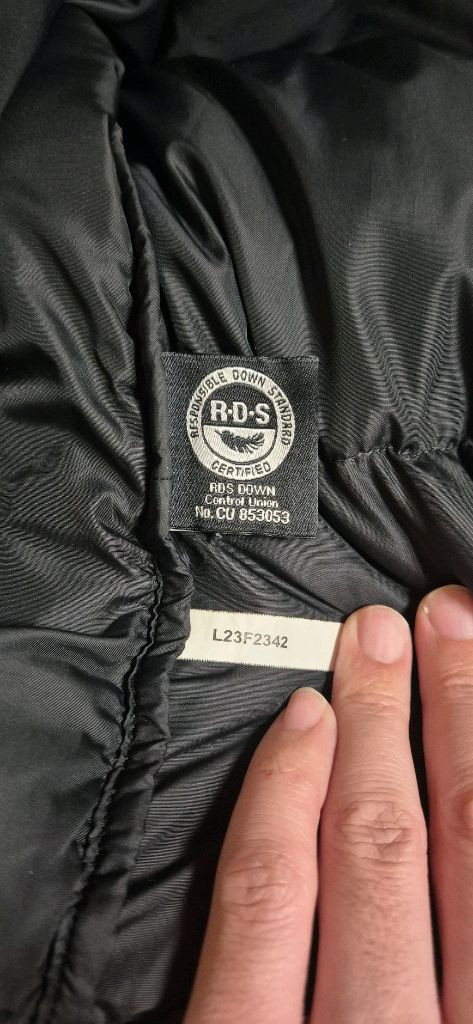 RESPONSIBLE DOWN STANDARD
R·D·S
CERTIFIED
RDS DOWN
Control Union
No.CU 853053
L23F2342